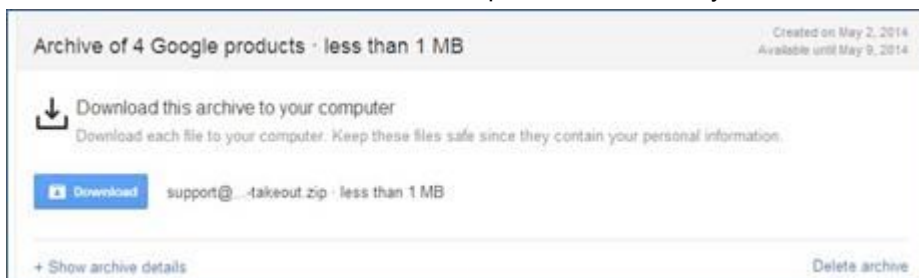 Archive of 4 Google products · less than 1 MB
Created on May 2, 2014
Available until May 9, 2014
Download this archive to your computer
Download each file to your computer. Keep these files safe since they contain your personal information.
Download support@...-takeout.zip · less than 1 MB
+ Show archive details
Delete archive